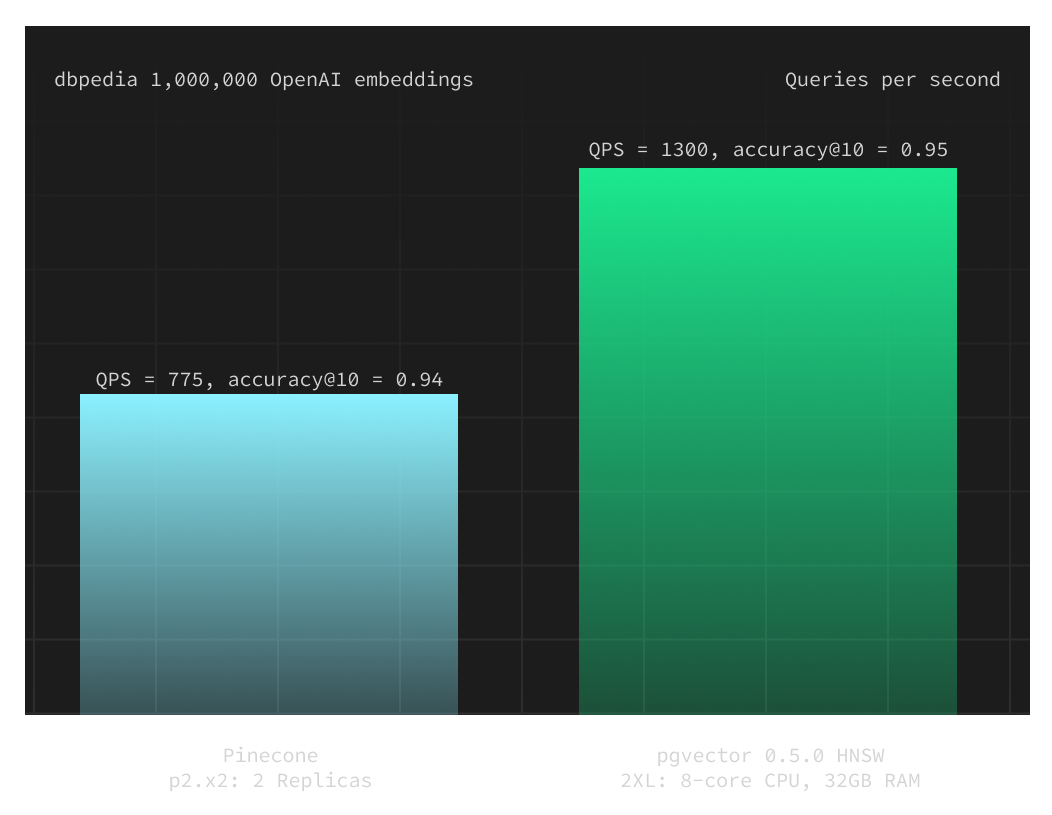 dbpedia 1,000,000 OpenAI embeddings
Queries per second
QPS = 1300, accuracy@10 = 0.95
QPS = 775, accuracy@10 = 0.94
Pinecone
p2.x2: 2 Replicas
pgvector 0.5.0 HNSW
2XL: 8-core CPU, 32GB RAM